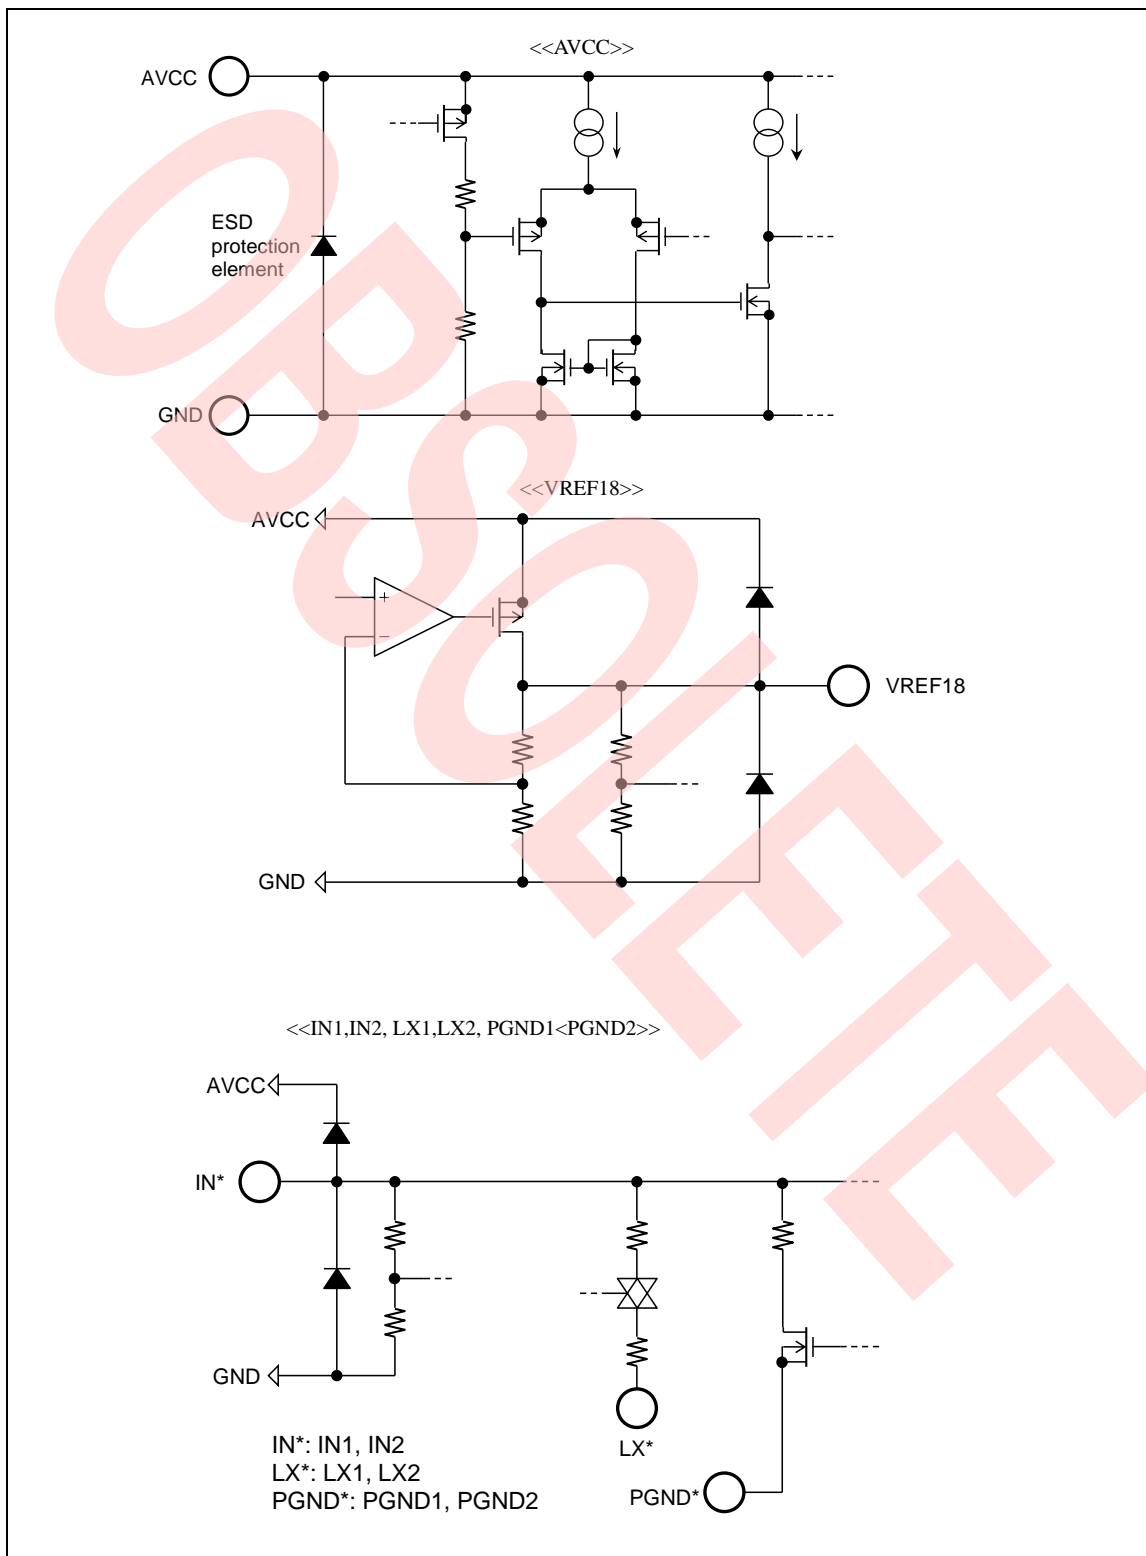 <<AVCC>>
AVCC
ESD
protection
element
GND
<<VREF18>>
AVCC
+
−
VREF18
GND
<<IN1,IN2, LX1,LX2, PGND1<PGND2>>
AVCC
IN*
GND
LX*
PGND*
IN*: IN1, IN2
LX*: LX1, LX2
PGND*: PGND1, PGND2
OBSOLETE